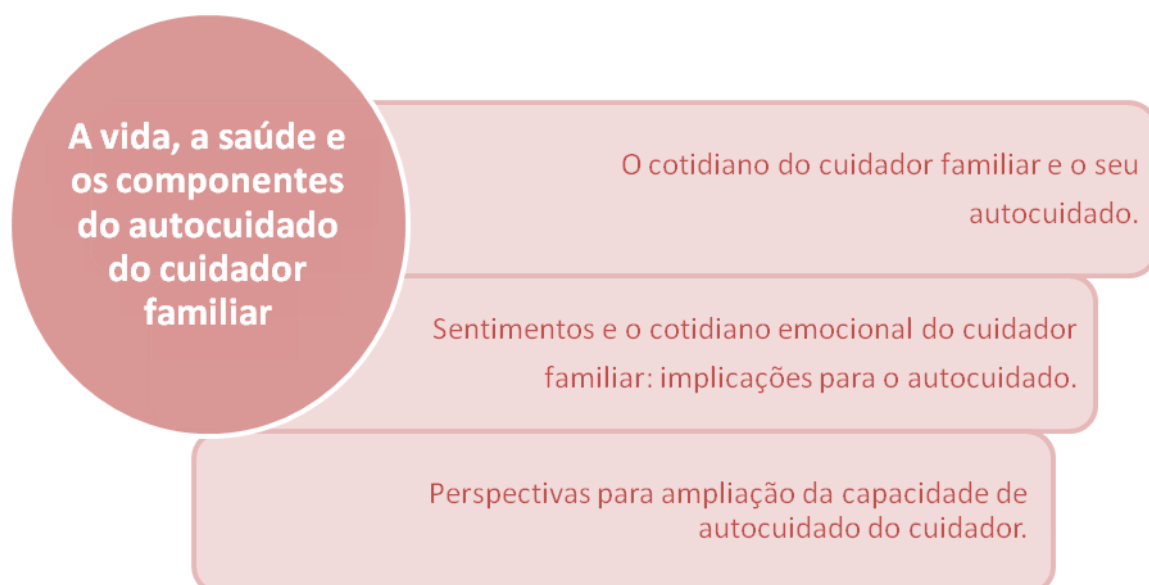 A vida, a saúde e
os componentes
do autocuidado
do cuidador
familiar
O cotidiano do cuidador familiar e o seu
autocuidado.
Sentimentos e o cotidiano emocional do cuidador
familiar: implicações para o autocuidado.
Perspectivas para ampliação da capacidade de
autocuidado do cuidador.